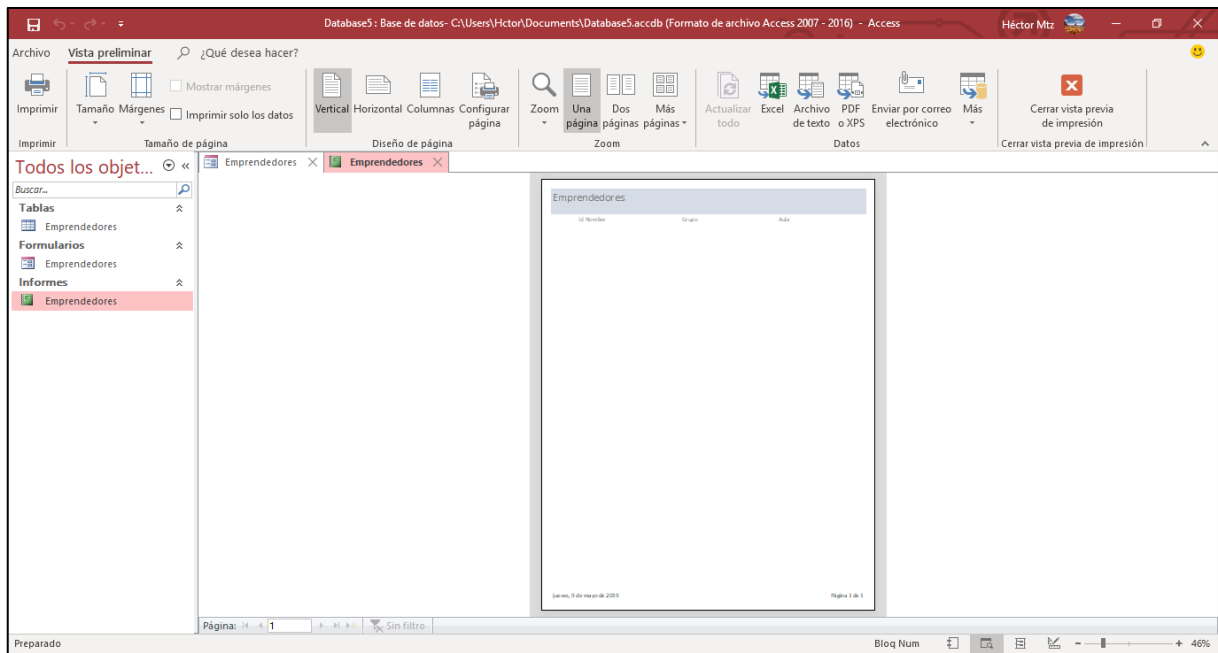 Database5 : Base de datos- C:\Users\Hctor\Documents\Database5.accdb (Formato de archivo Access 2007 - 2016) - Access
Héctor Mtz
Archivo Vista preliminar ¿Qué desea hacer?
Imprimir
Tamaño Márgenes
Mostrar márgenes
Imprimir solo los datos
Vertical Horizontal Columnas Configurar página
Zoom Una página Dos páginas Más páginas
Actualizar todo Excel Archivo de texto PDF o XPS Enviar por correo electrónico Más
Cerrar vista previa de impresión
Imprimir Tamaño de página Diseño de página Zoom Datos Cerrar vista previa de impresión
Todos los objet...
Buscar...
Tablas
Emprendedores
Formularios
Emprendedores
Informes
Emprendedores
Emprendedores Emprendedores
Emprendedores
Id Nombre Grupo Aula
jueves, 9 de mayo de 2019 Página 1 de 1
Página: 1 Sin filtro
Preparado Bloq Num 46%